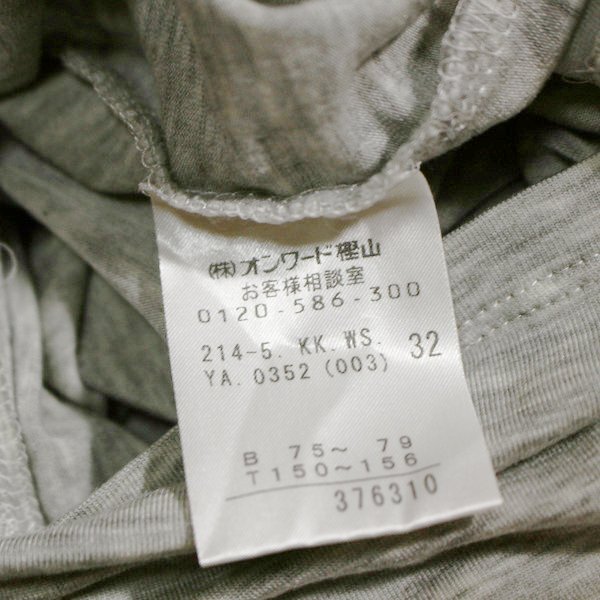 (株)オンワード樫山
お客様相談室
0120-586-300
214-5. KK.WS. 32
YA.0352 (003)
B 75～ 79
T150～156
376310